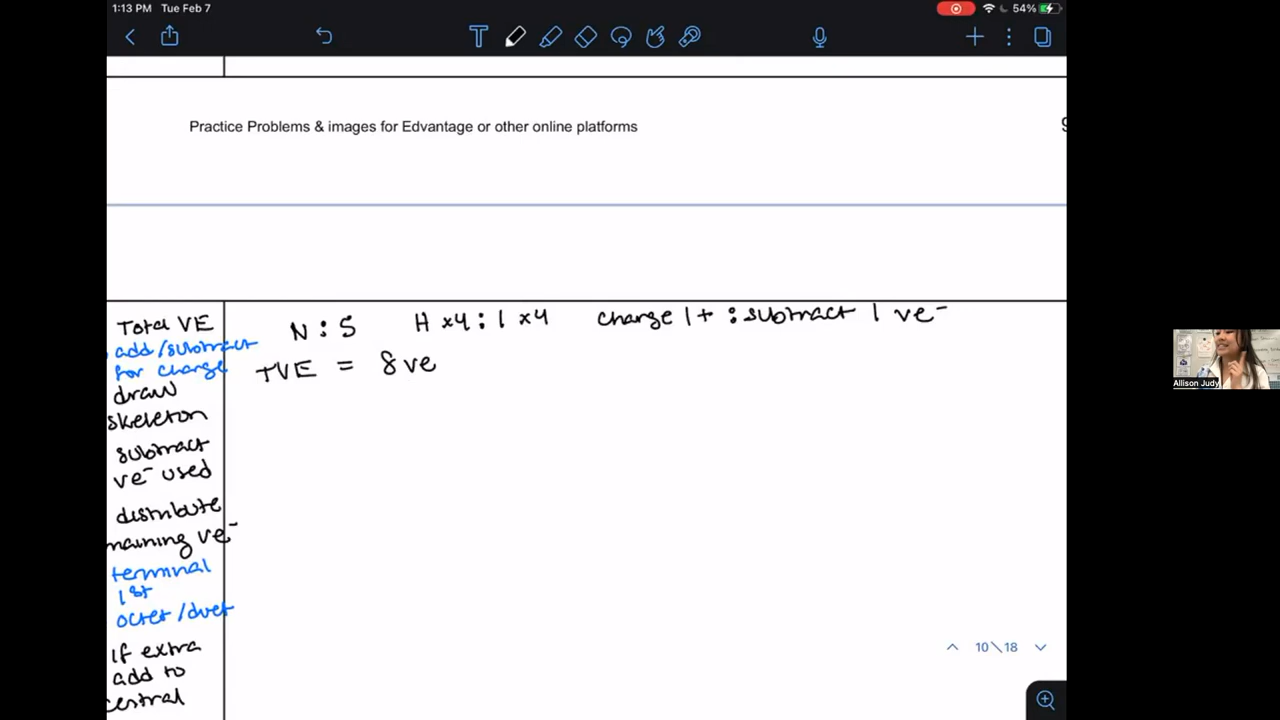 1:13 PM Tue Feb 7
54%
Practice Problems & images for Edvantage or other online platforms
Total VE
add/subtract
for charge
draw
skeleton
subtract
ve⁻ used
distribute
maining ve⁻
terminal
1st
octet/duet
If extra
add to
central
N : 5 H x4 : 1 x4 charge 1+ : subtract 1 ve⁻
TVE = 8 ve
10\18
Allison Judy